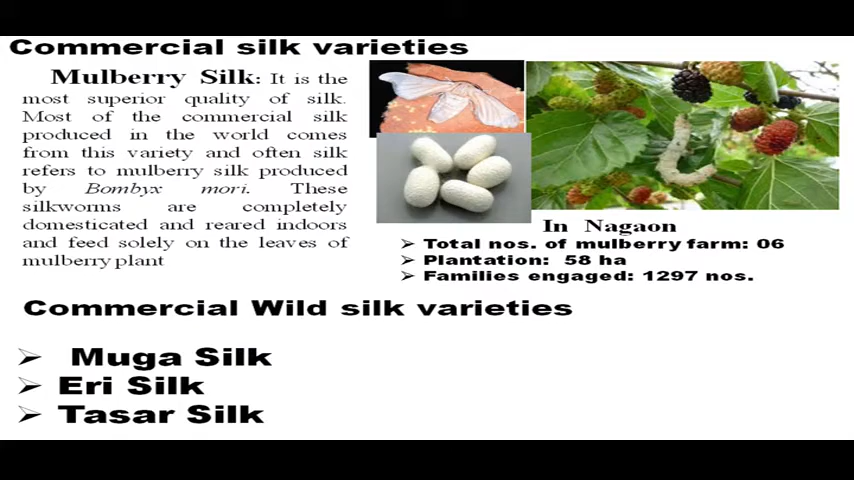 Commercial silk varieties
Mulberry Silk: It is the
most superior quality of silk.
Most of the commercial silk
produced in the world comes
from this variety and often silk
refers to mulberry silk produced
by Bombyx mori. These
silkworms are completely
domesticated and reared indoors
and feed solely on the leaves of
mulberry plant
In Nagaon
➢ Total nos. of mulberry farm: 06
➢ Plantation: 58 ha
➢ Families engaged: 1297 nos.
Commercial Wild silk varieties
➢ Muga Silk
➢ Eri Silk
➢ Tasar Silk